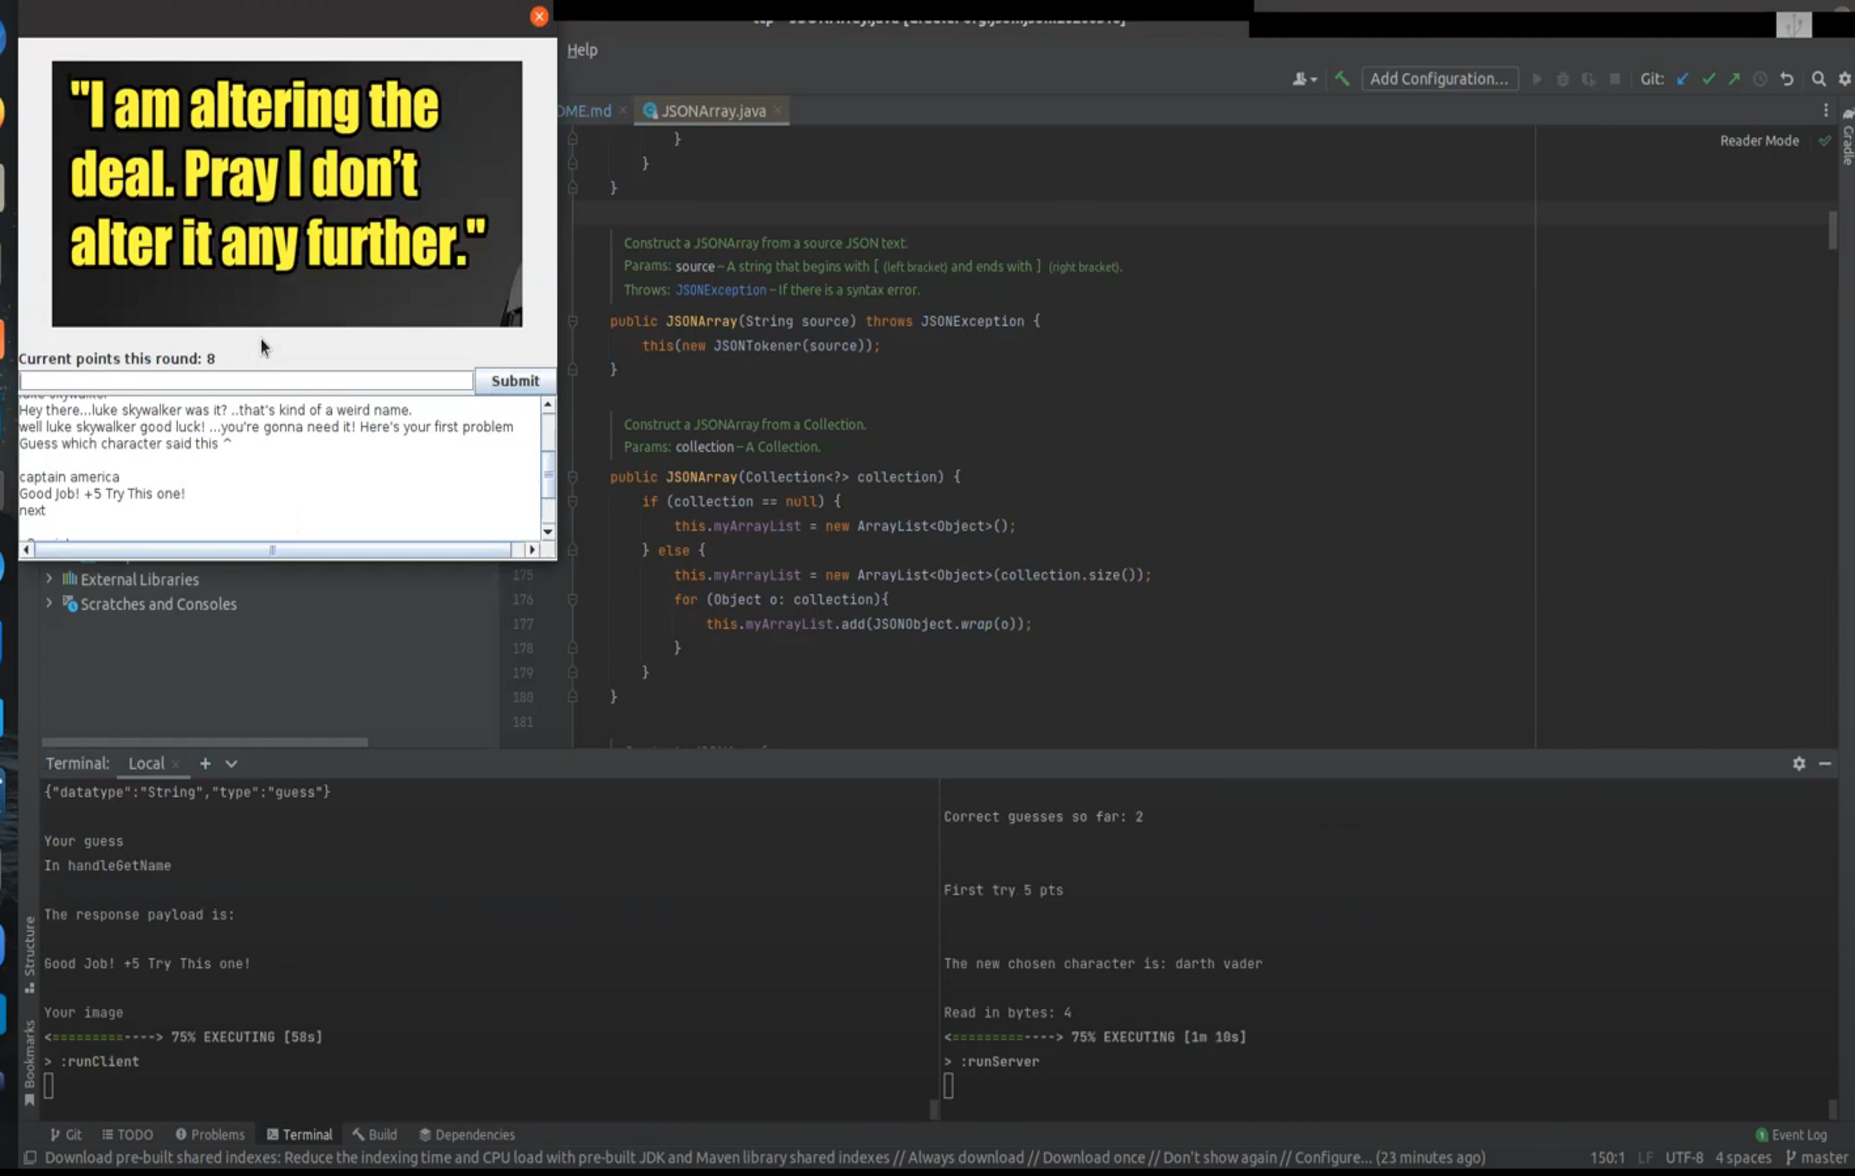 "I am altering the
deal. Pray I don't
alter it any further."
Current points this round: 8
Submit
Hey there...luke skywalker was it? ..that's kind of a weird name.
well luke skywalker good luck! ...you're gonna need it! Here's your first problem
Guess which character said this ^
captain america
Good Job! +5 Try This one!
next
Help
Add Configuration...
Git:
OME.md
JSONArray.java
Reader Mode
Gradle
}
}
}
Construct a JSONArray from a source JSON text.
Params: source – A string that begins with [ (left bracket) and ends with ] (right bracket).
Throws: JSONException – If there is a syntax error.
public JSONArray(String source) throws JSONException {
this(new JSONTokener(source));
}
Construct a JSONArray from a Collection.
Params: collection – A Collection.
public JSONArray(Collection<?> collection) {
if (collection == null) {
this.myArrayList = new ArrayList<Object>();
} else {
175 this.myArrayList = new ArrayList<Object>(collection.size());
176 for (Object o: collection){
177 this.myArrayList.add(JSONObject.wrap(o));
178 }
179 }
180 }
181
External Libraries
Scratches and Consoles
Terminal: Local
{"datatype":"String","type":"guess"}
Your guess
In handleGetName
The response payload is:
Good Job! +5 Try This one!
Your image
<=========----> 75% EXECUTING [58s]
> :runClient
Correct guesses so far: 2
First try 5 pts
The new chosen character is: darth vader
Read in bytes: 4
<=========----> 75% EXECUTING [1m 10s]
> :runServer
Structure
Bookmarks
Git TODO Problems Terminal Build Dependencies
1 Event Log
Download pre-built shared indexes: Reduce the indexing time and CPU load with pre-built JDK and Maven library shared indexes // Always download // Download once // Don't show again // Configure... (23 minutes ago)
150:1 LF UTF-8 4 spaces master